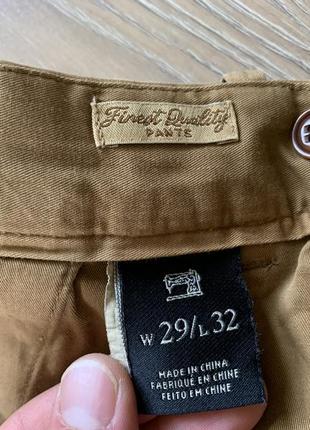 Finest Quality
PANTS
W 29/L 32
MADE IN CHINA
FABRIQUÉ EN CHINE
FEITO EM CHINE